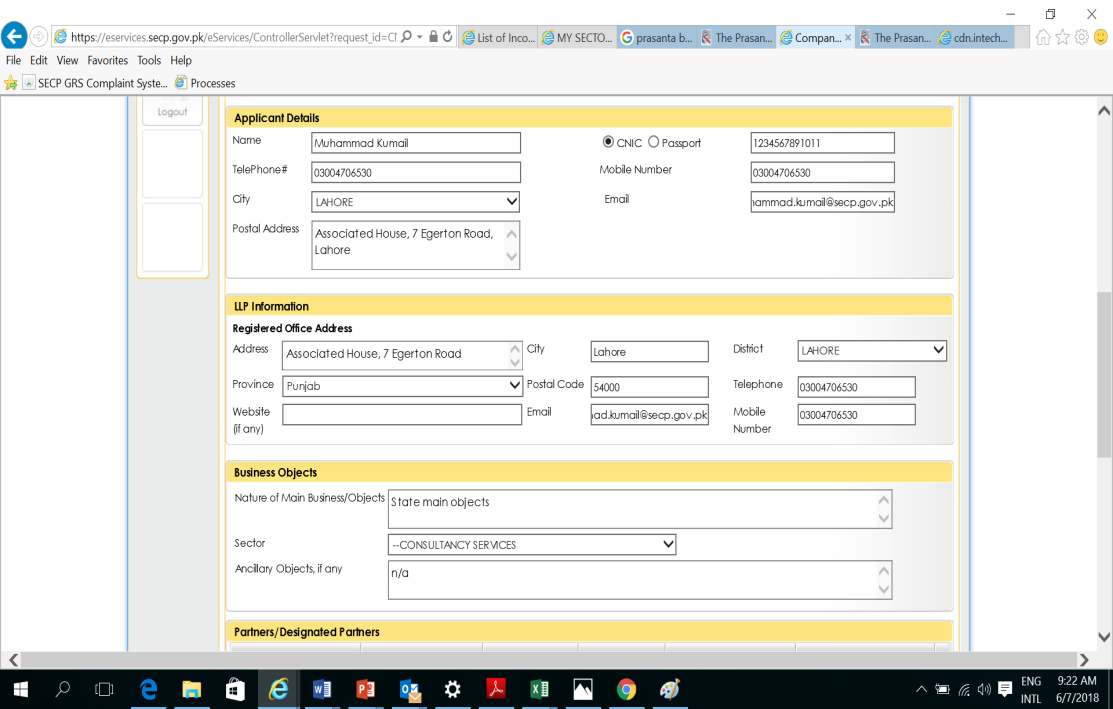 https://eservices.secp.gov.pk/eServices/ControllerServlet?request_id=CI
List of Inco...
MY SECTO...
prasanta b...
The Prasan...
Compan...
The Prasan...
cdn.intech...
File Edit View Favorites Tools Help
SECP GRS Complaint Syste... Processes
Logout
Applicant Details
Name Muhammad Kumail CNIC Passport 1234567891011
TelePhone# 03004706530 Mobile Number 03004706530
City LAHORE Email ammad.kumail@secp.gov.pk
Postal Address Associated House, 7 Egerton Road,
Lahore
LLP Information
Registered Office Address
Address Associated House, 7 Egerton Road City Lahore District LAHORE
Province Punjab Postal Code 54000 Telephone 03004706530
Website
(if any) Email ad.kumail@secp.gov.pk Mobile
Number 03004706530
Business Objects
Nature of Main Business/Objects State main objects
Sector --CONSULTANCY SERVICES
Ancillary Objects, if any n/a
Partners/Designated Partners
ENG 9:22 AM
INTL 6/7/2018